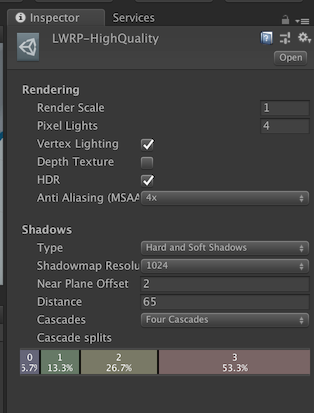 Inspector Services
LWRP-HighQuality
Open
Rendering
Render Scale 1
Pixel Lights 4
Vertex Lighting
Depth Texture
HDR
Anti Aliasing (MSAA 4x
Shadows
Type Hard and Soft Shadows
Shadowmap Resolu 1024
Near Plane Offset 2
Distance 65
Cascades Four Cascades
Cascade splits
0 1 2 3
6.7% 13.3% 26.7% 53.3%